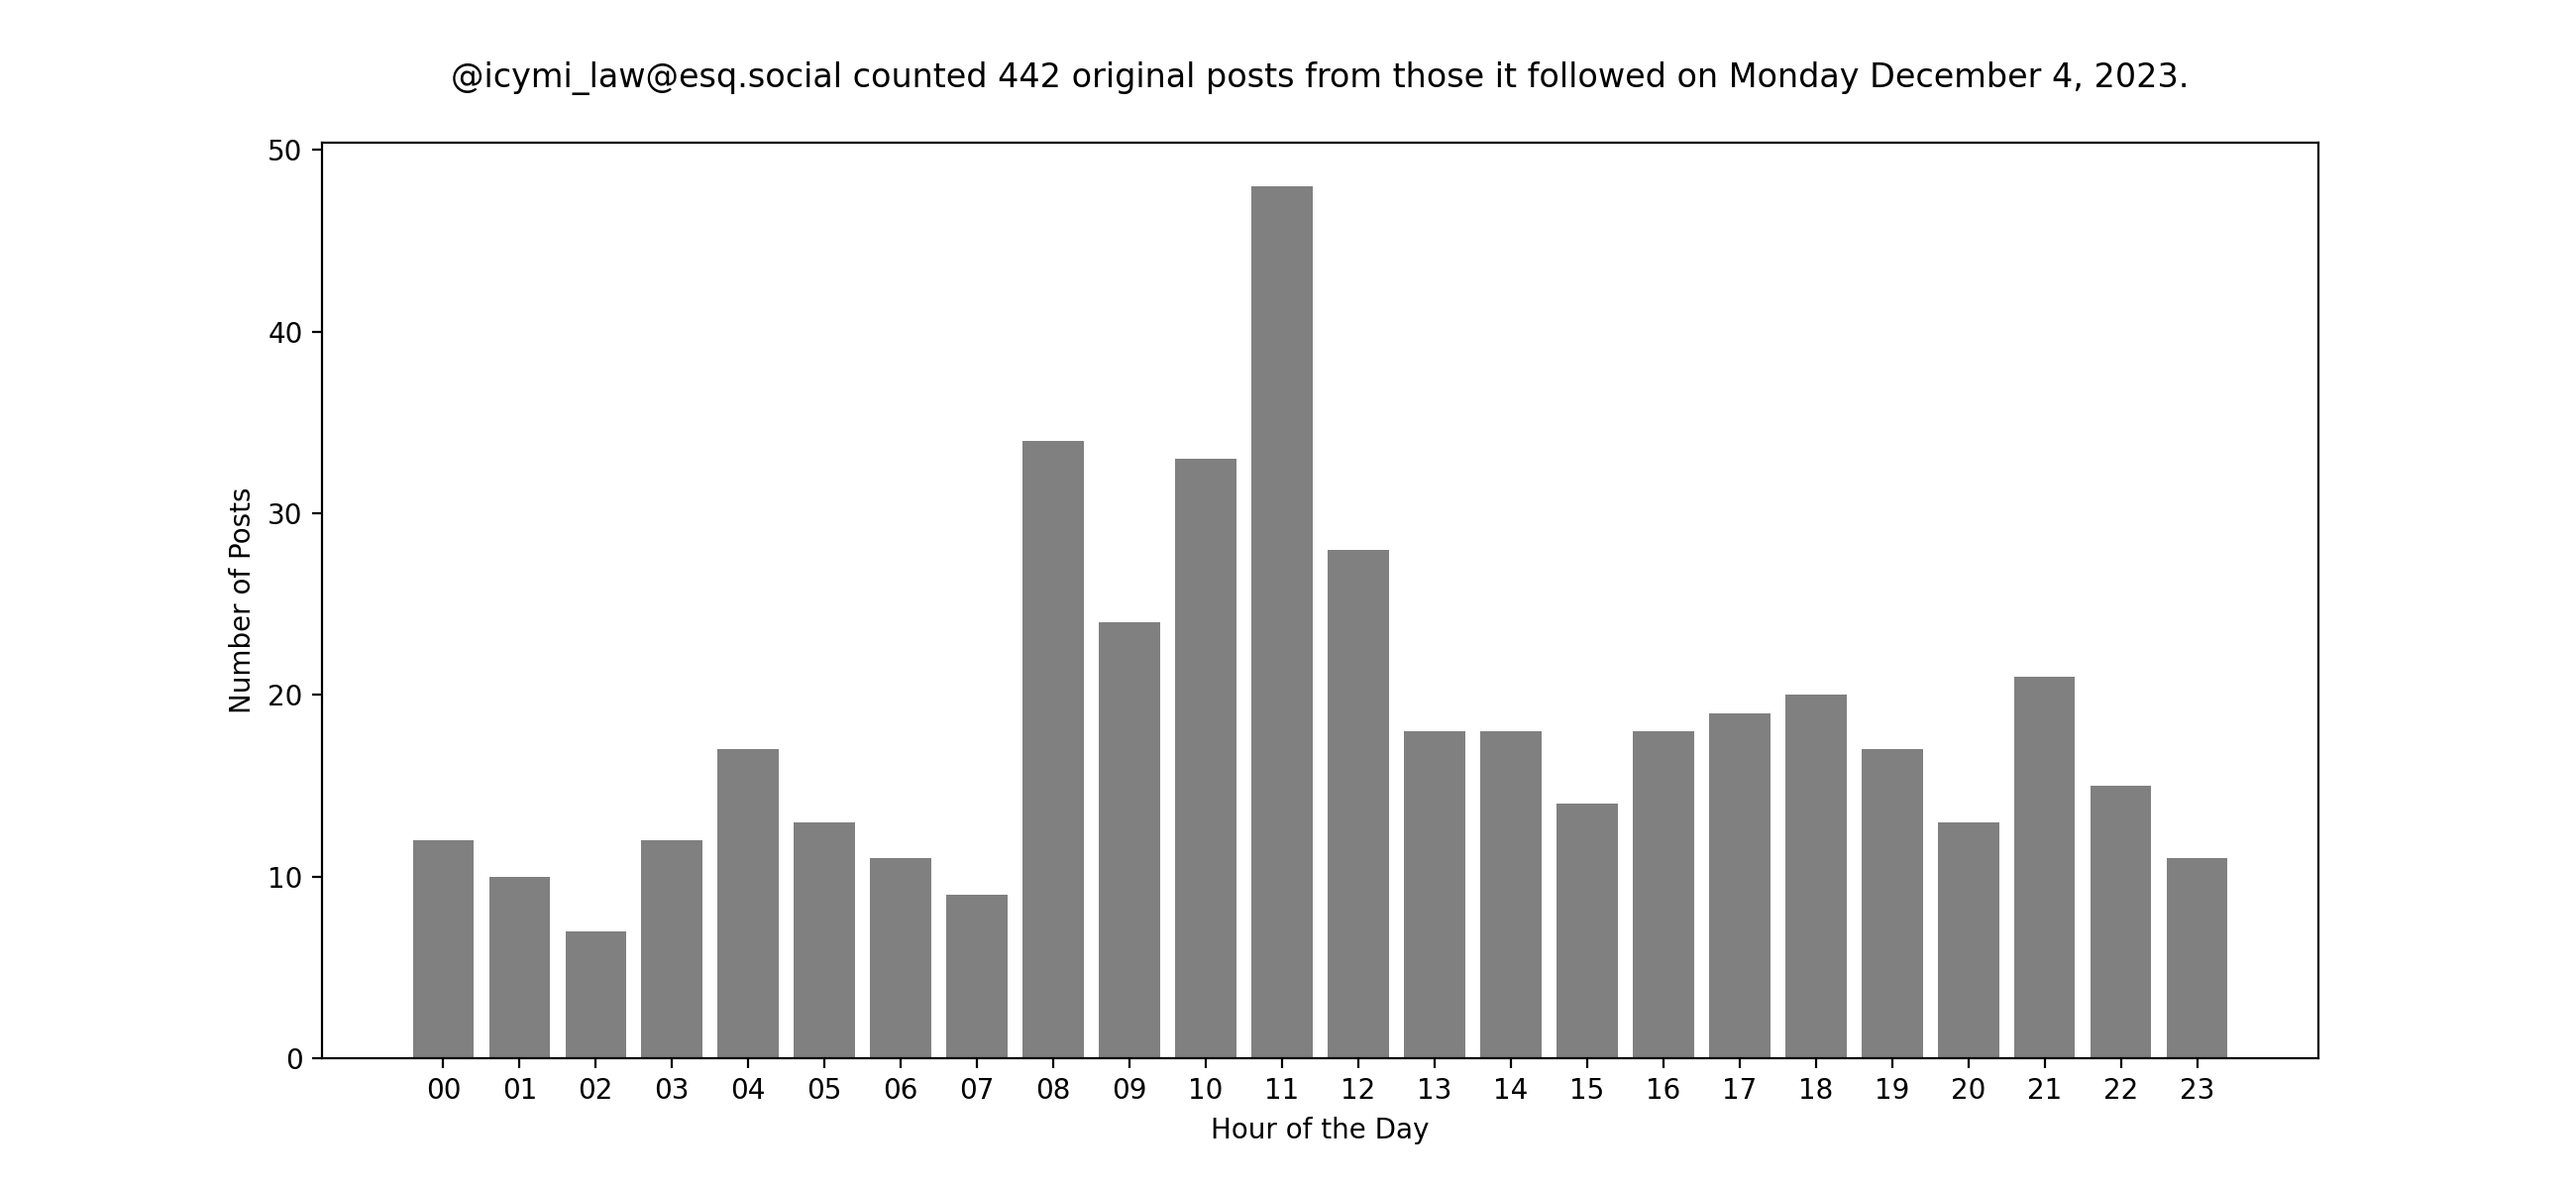 @icymi_law@esq.social counted 442 original posts from those it followed on Monday December 4, 2023.
50
40
30
20
10
0
Number of Posts
00 01 02 03 04 05 06 07 08 09 10 11 12 13 14 15 16 17 18 19 20 21 22 23
Hour of the Day